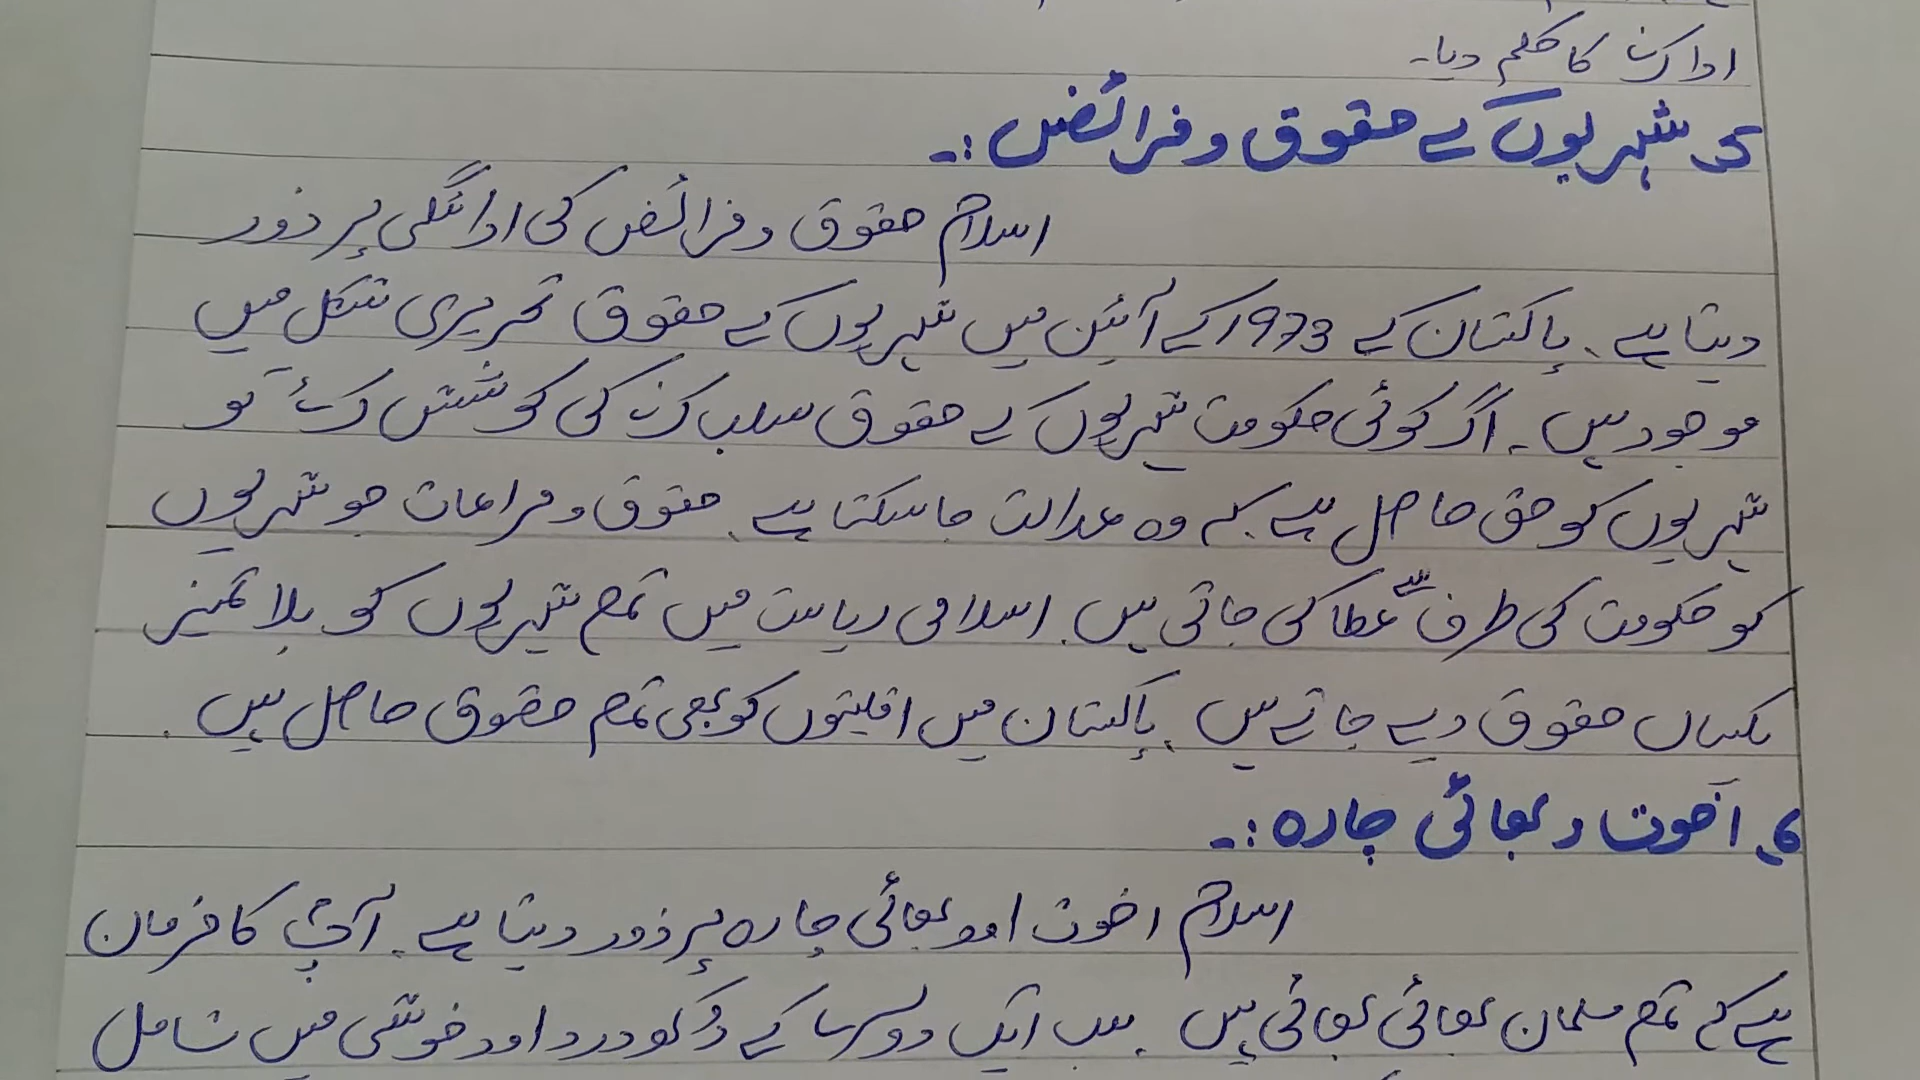 ادا کرنے کا حکم دیا۔
5۔ شہریوں کے حقوق و فرائض :۔
اسلام حقوق و فرائض کی ادائیگی پر زور
دیتا ہے ۔ پاکستان کے 1973 کے آئین میں شہریوں کے حقوق تحریری شکل میں
موجود ہیں ۔ اگر کوئی حکومت شہریوں کے حقوق سلب کرنے کی کوشش کرئے تو
شہریوں کو حق حاصل ہے کہ وہ عدالت جا سکتا ہے ۔ حقوق و مراعات جو شہریوں
کو حکومت کی طرف سے عطا کی جاتی ہیں ۔ اسلامی ریاست میں تمام شہریوں کو بلا تمیز
یکساں حقوق دیے جاتے ہیں ۔ پاکستان میں اقلیتوں کو بھی تمام حقوق حاصل ہیں ۔
6۔ اخوت و بھائی چارہ :۔
اسلام اخوت اور بھائی چارہ پر زور دیتا ہے ۔ آپؐ کا فرمان
ہے کے تمام مسلمان بھائی بھائی ہیں ۔ سب ایک دوسرے کے دکھ درد اور خوشی میں شامل